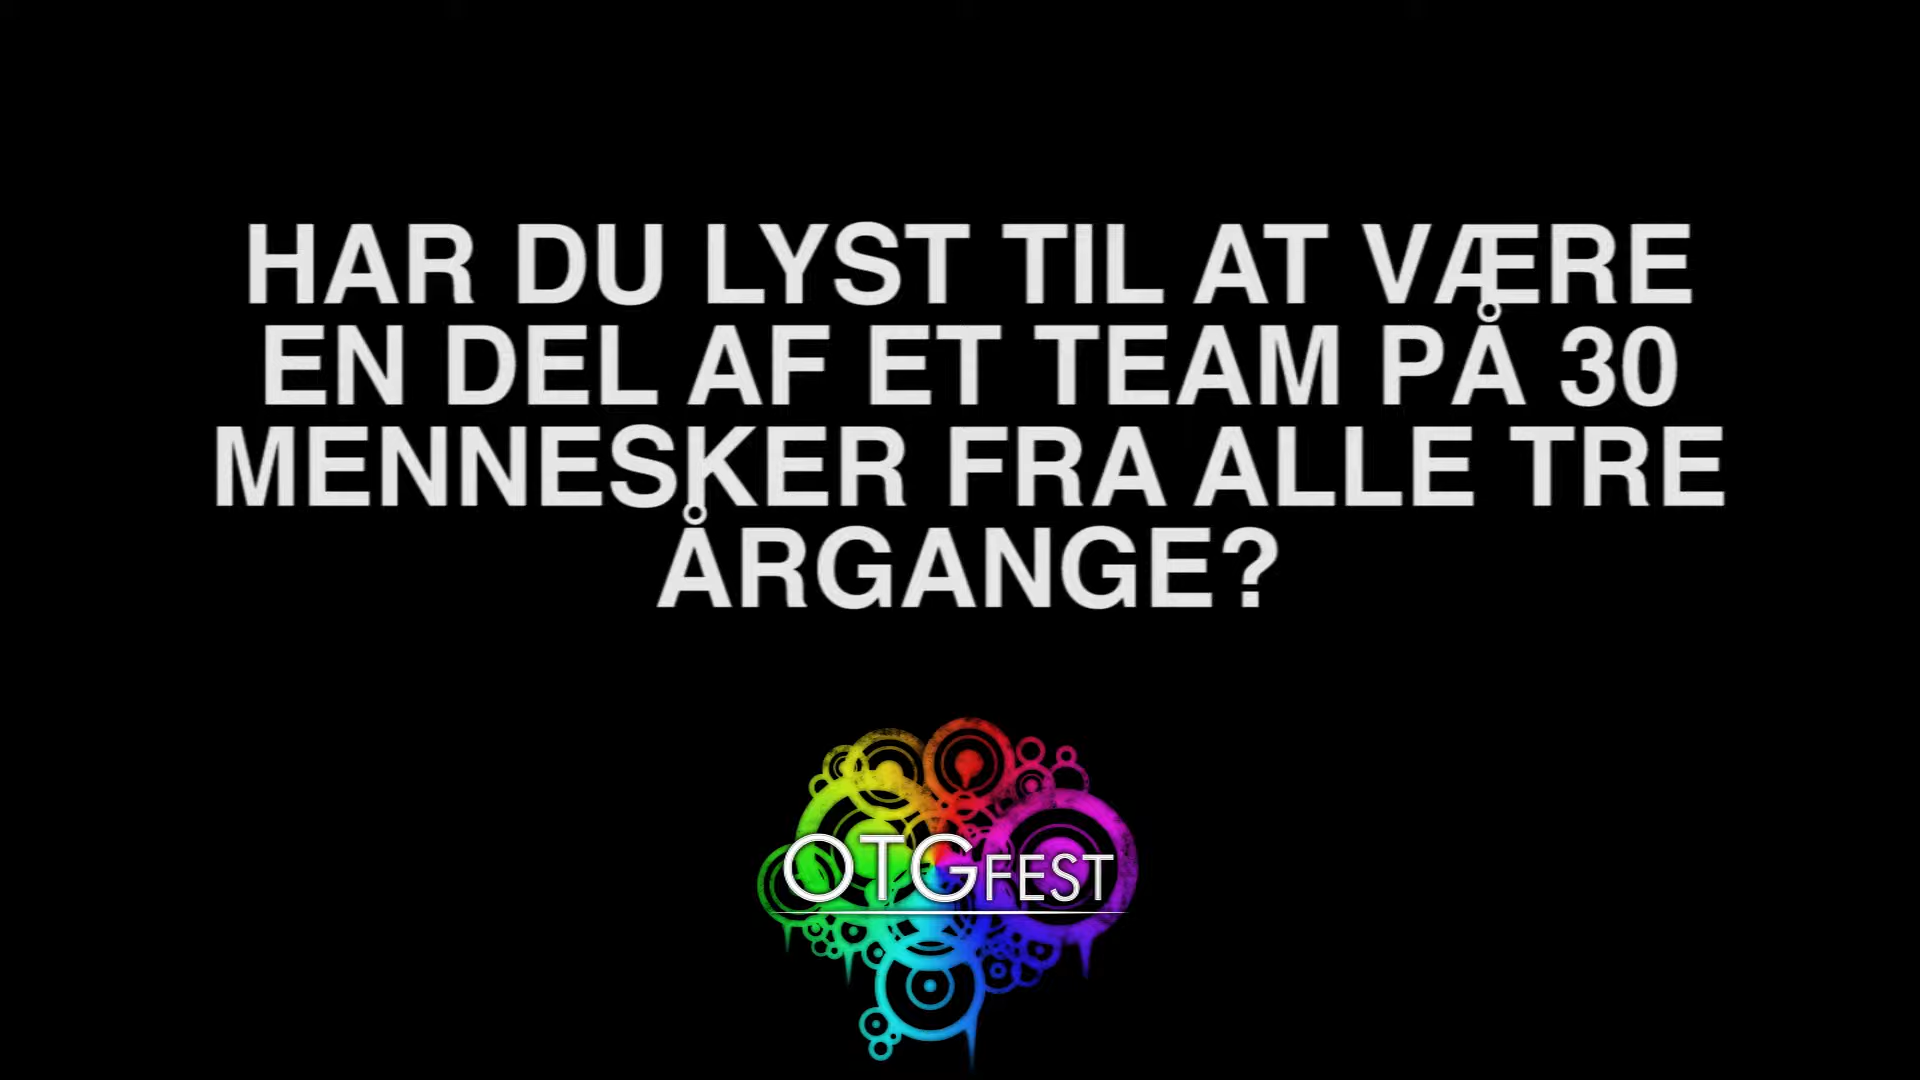 HAR DU LYST TIL AT VÆRE
EN DEL AF ET TEAM PÅ 30
MENNESKER FRA ALLE TRE
ÅRGANGE?
OTGFEST